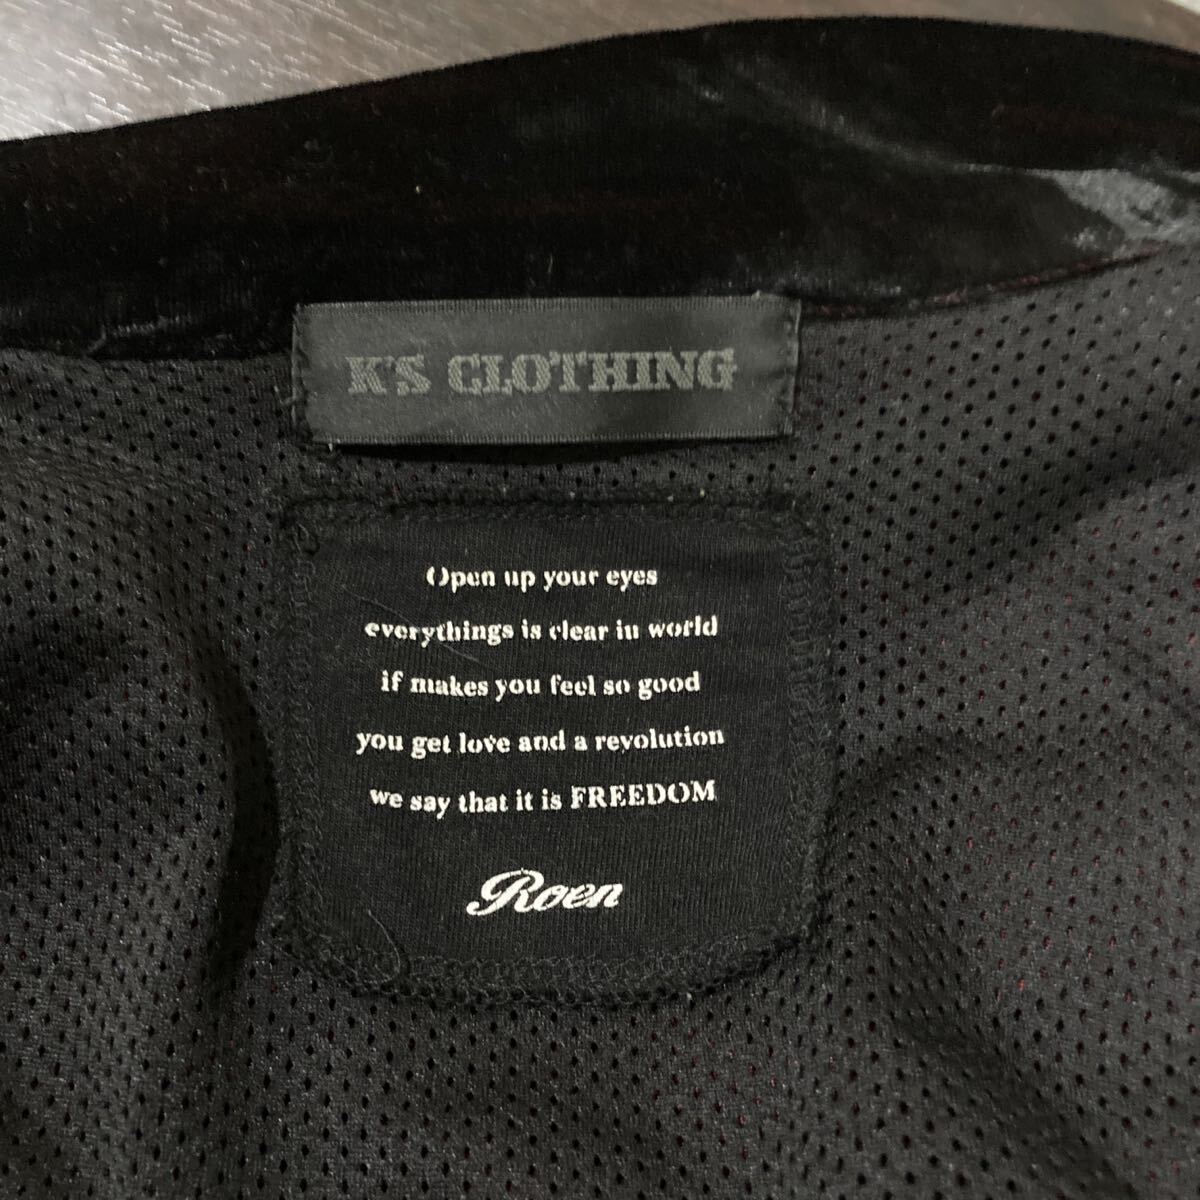 K'S CLOTHING
Open up your eyes
everythings is clear in world
if makes you feel so good
you get love and a revolution
we say that it is FREEDOM
Roen